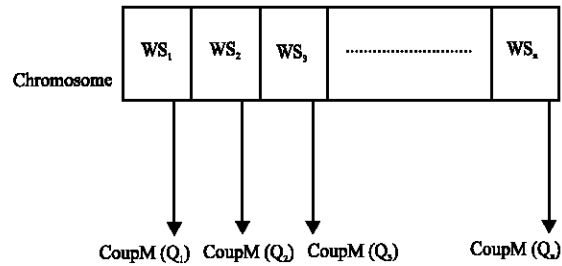 WS₁ WS₂ WS₃ ........................ WSₙ
Chromosome
CoupM (Q₁) CoupM (Q₂) CoupM (Q₃) CoupM (Qₙ)